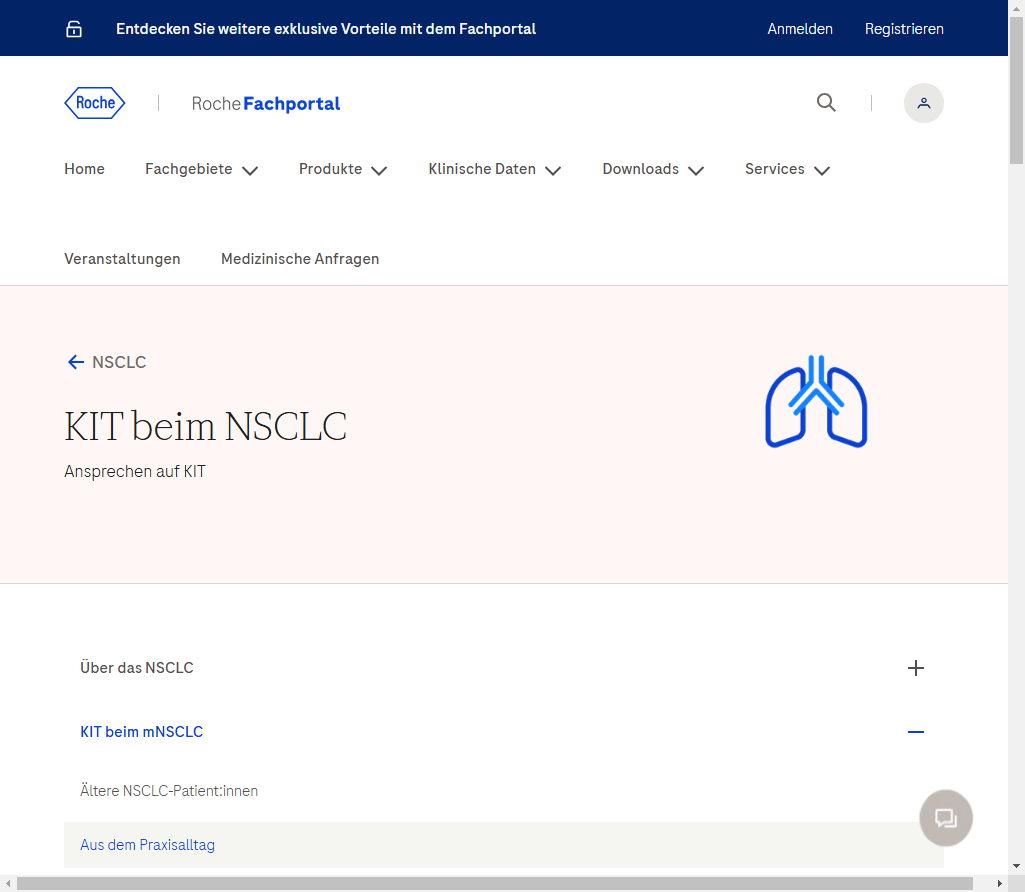 Entdecken Sie weitere exklusive Vorteile mit dem Fachportal
Anmelden
Registrieren
Roche
Roche Fachportal
Home
Fachgebiete
Produkte
Klinische Daten
Downloads
Services
Veranstaltungen
Medizinische Anfragen
NSCLC
KIT beim NSCLC
Ansprechen auf KIT
Über das NSCLC
KIT beim mNSCLC
Ältere NSCLC-Patient:innen
Aus dem Praxisalltag